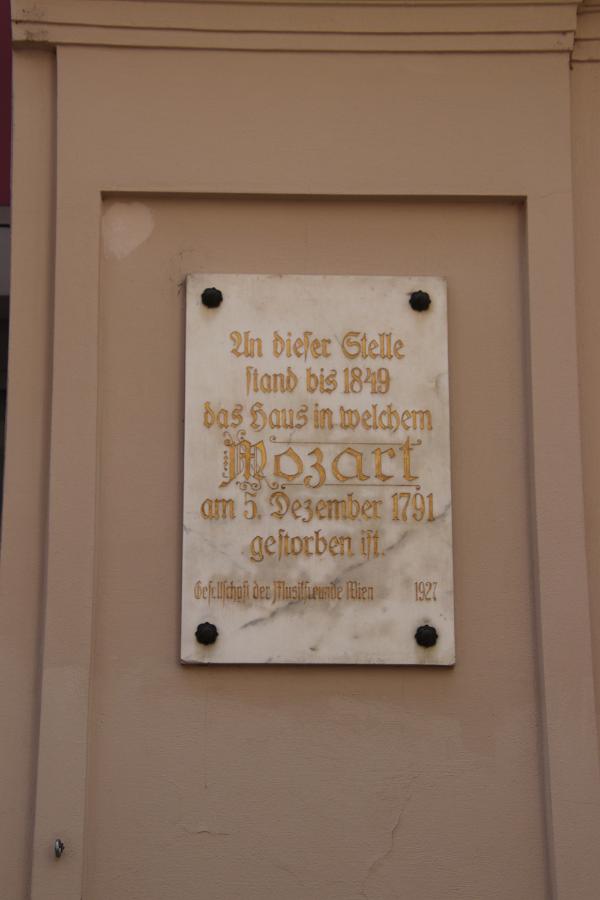 An dieser Stelle
stand bis 1849
das Haus in welchem
Mozart
am 5. Dezember 1791
gestorben ist.
Gesellschaft der Musikfreunde Wien 1927